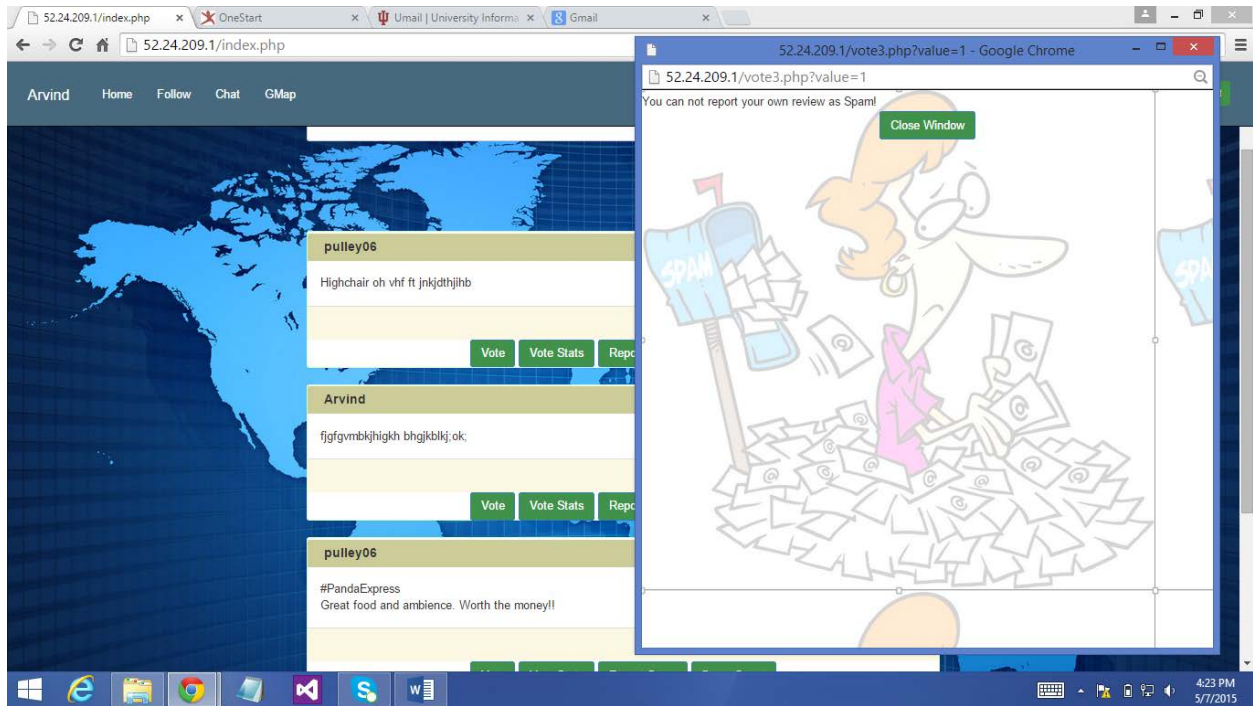 52.24.209.1/index.php
OneStart
Umail | University Informa
Gmail
52.24.209.1/index.php
52.24.209.1/vote3.php?value=1 - Google Chrome
52.24.209.1/vote3.php?value=1
Arvind Home Follow Chat GMap
You can not report your own review as Spam!
Close Window
SPAM
pulley06
Highchair oh vhf ft jnkjdthjihb
Vote Vote Stats Repo
Arvind
fjgfgvmbkjhigkh bhgjkblkj;ok;
Vote Vote Stats Repo
pulley06
#PandaExpress
Great food and ambience. Worth the money!!
4:23 PM
5/7/2015